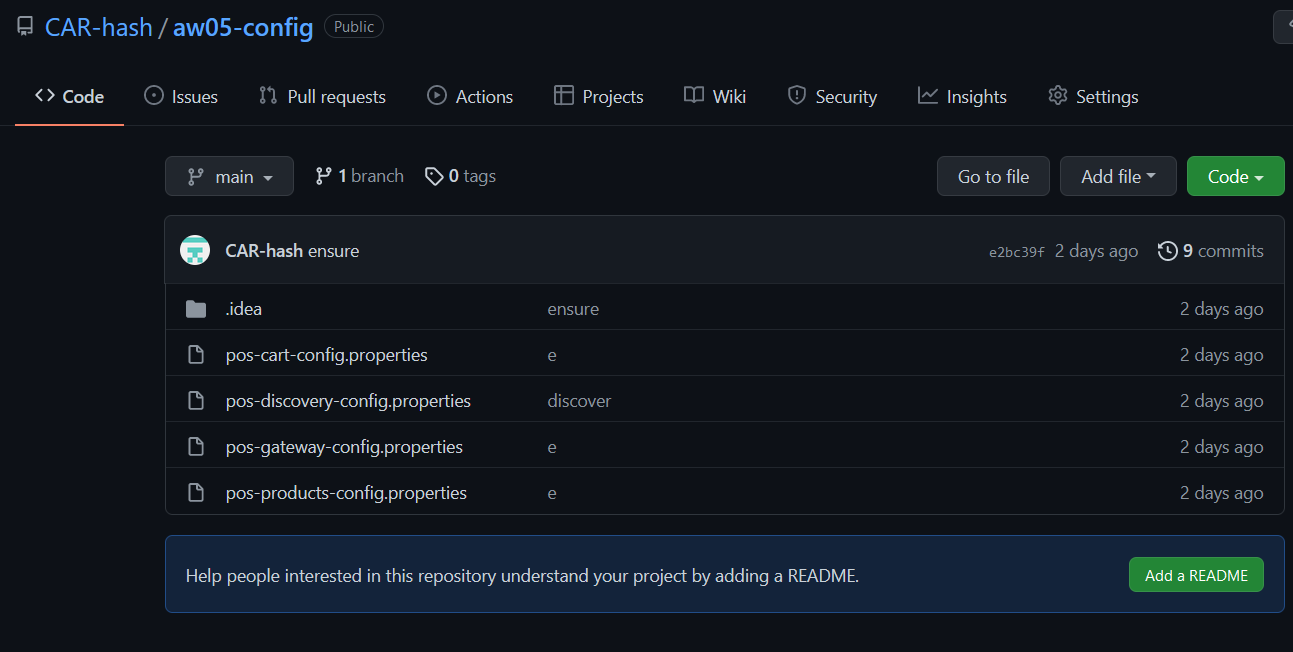 CAR-hash / aw05-config Public
Code Issues Pull requests Actions Projects Wiki Security Insights Settings
main 1 branch 0 tags Go to file Add file Code
CAR-hash ensure e2bc39f 2 days ago 9 commits
.idea ensure 2 days ago
pos-cart-config.properties e 2 days ago
pos-discovery-config.properties discover 2 days ago
pos-gateway-config.properties e 2 days ago
pos-products-config.properties e 2 days ago
Help people interested in this repository understand your project by adding a README. Add a README